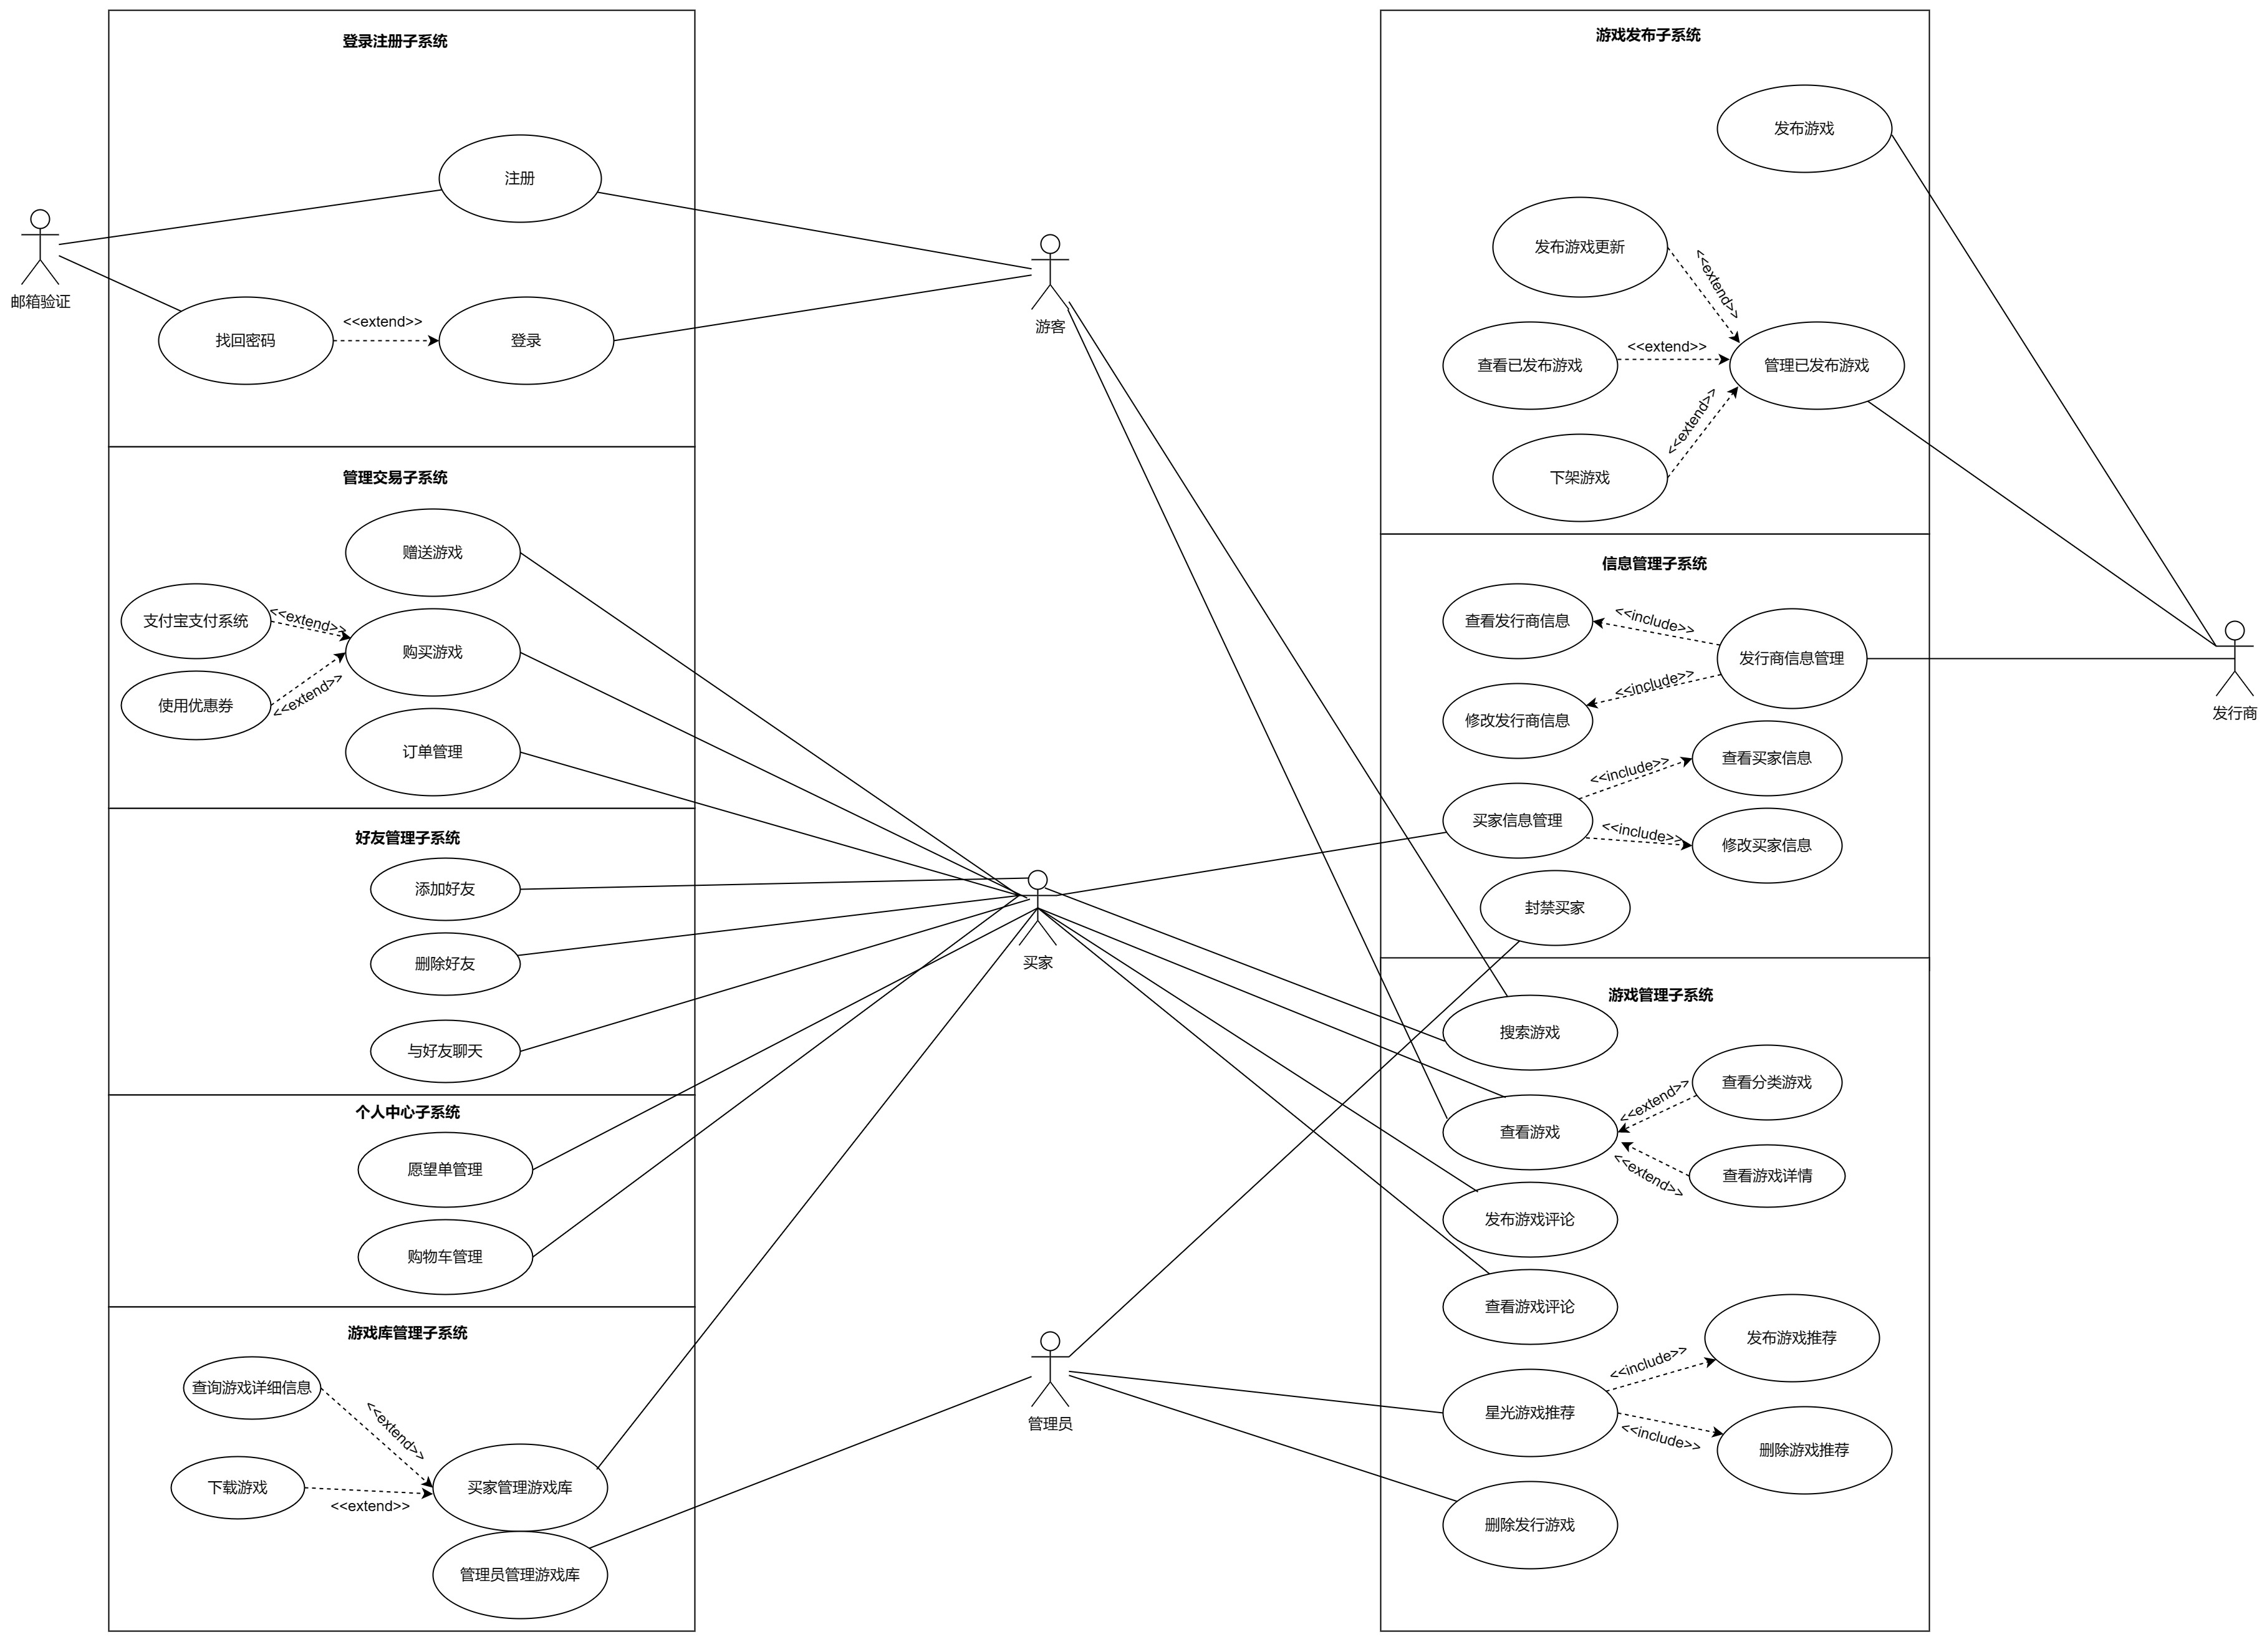 登录注册子系统
注册
邮箱验证
找回密码
<<extend>>
登录
游客
管理交易子系统
赠送游戏
支付宝支付系统
<<extend>>
购买游戏
使用优惠券
<<extend>>
订单管理
好友管理子系统
添加好友
删除好友
与好友聊天
买家
个人中心子系统
愿望单管理
购物车管理
游戏库管理子系统
查询游戏详细信息
<<extend>>
下载游戏
<<extend>>
买家管理游戏库
管理员管理游戏库
管理员
游戏发布子系统
发布游戏
发布游戏更新
<<extend>>
查看已发布游戏
<<extend>>
管理已发布游戏
<<extend>>
下架游戏
信息管理子系统
查看发行商信息
<<include>>
发行商信息管理
<<include>>
修改发行商信息
发行商
查看买家信息
<<include>>
买家信息管理
<<include>>
修改买家信息
封禁买家
游戏管理子系统
搜索游戏
查看分类游戏
<<extend>>
查看游戏
<<extend>>
查看游戏详情
发布游戏评论
查看游戏评论
发布游戏推荐
<<include>>
星光游戏推荐
<<include>>
删除游戏推荐
删除发行游戏